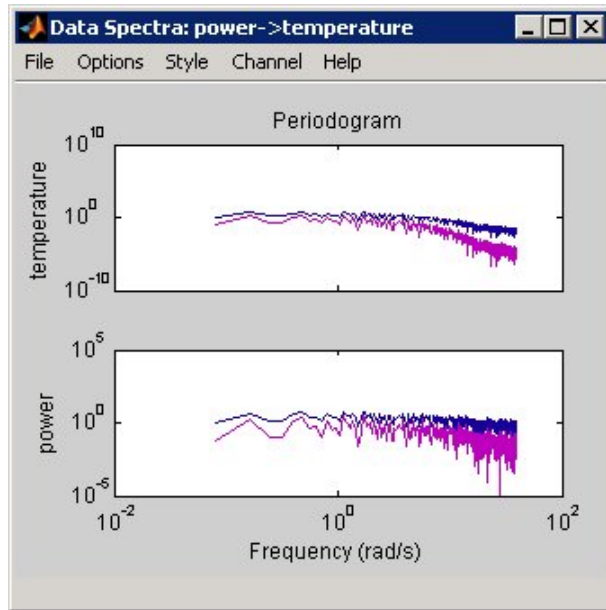 Data Spectra: power->temperature
File Options Style Channel Help
Periodogram
temperature
10^10
10^0
10^-10
power
10^5
10^0
10^-5
10^-2 10^0 10^2
Frequency (rad/s)